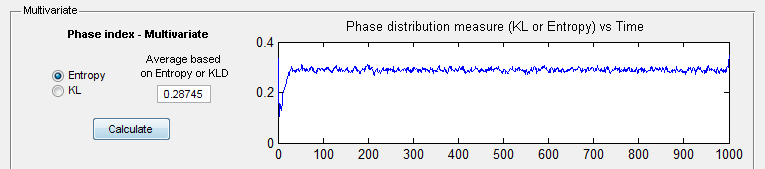 Multivariate
Phase index - Multivariate
Average based
on Entropy or KLD
Entropy
KL
0.28745
Calculate
Phase distribution measure (KL or Entropy) vs Time
0.4
0.2
0
0 100 200 300 400 500 600 700 800 900 1000